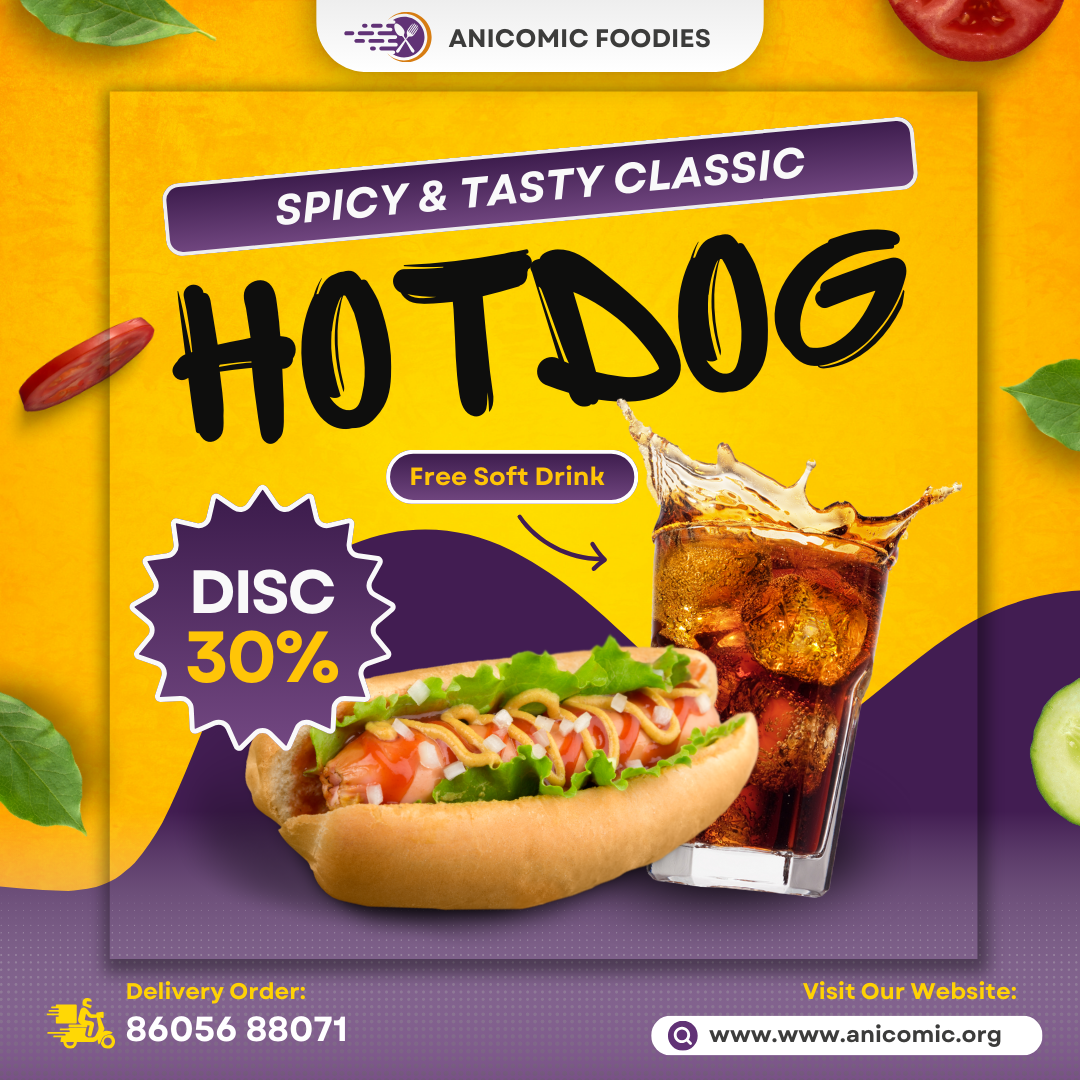 ANICOMIC FOODIES
SPICY & TASTY CLASSIC
HOTDOG
Free Soft Drink
DISC
30%
Delivery Order:
86056 88071
Visit Our Website:
www.www.anicomic.org